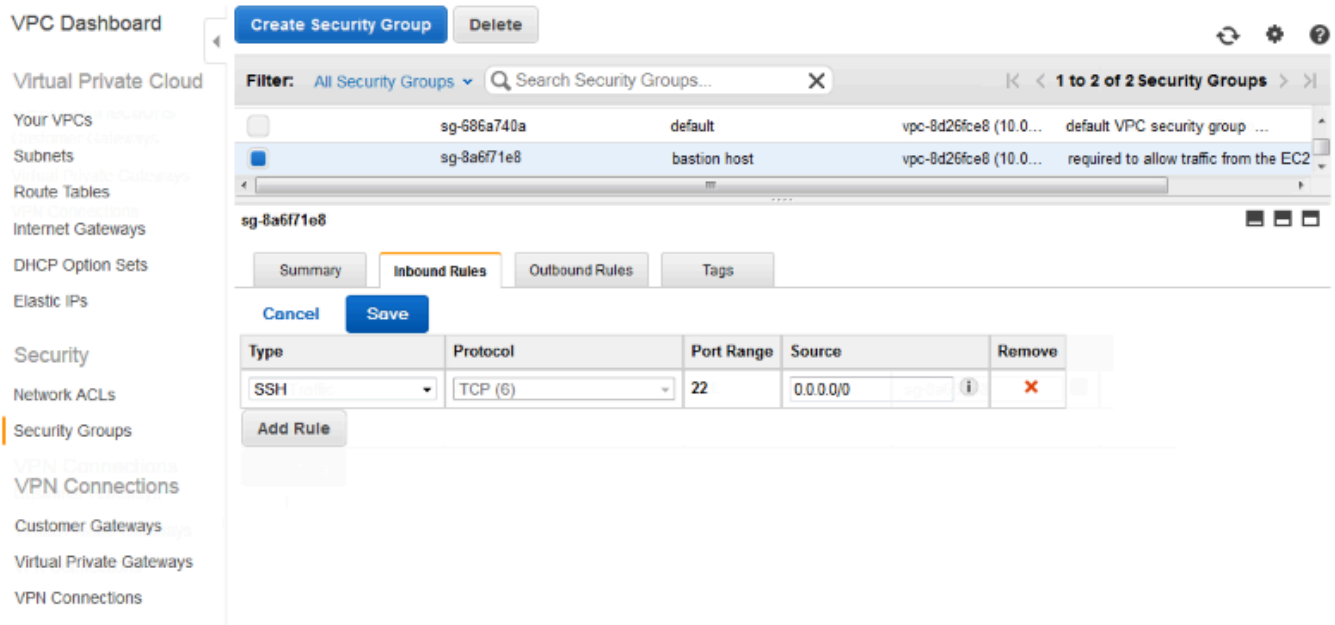 VPC Dashboard
Create Security Group
Delete
Virtual Private Cloud
Filter: All Security Groups Search Security Groups... 1 to 2 of 2 Security Groups
Your VPCs
sg-686a740a default vpc-8d26fce8 (10.0... default VPC security group ...
Subnets
sg-8a6f71e8 bastion host vpc-8d26fce8 (10.0... required to allow traffic from the EC2
Route Tables
Internet Gateways
sg-8a6f71e8
DHCP Option Sets
Summary Inbound Rules Outbound Rules Tags
Elastic IPs
Cancel Save
Security
Type Protocol Port Range Source Remove
Network ACLs
SSH TCP (6) 22 0.0.0.0/0
Security Groups
Add Rule
VPN Connections
Customer Gateways
Virtual Private Gateways
VPN Connections